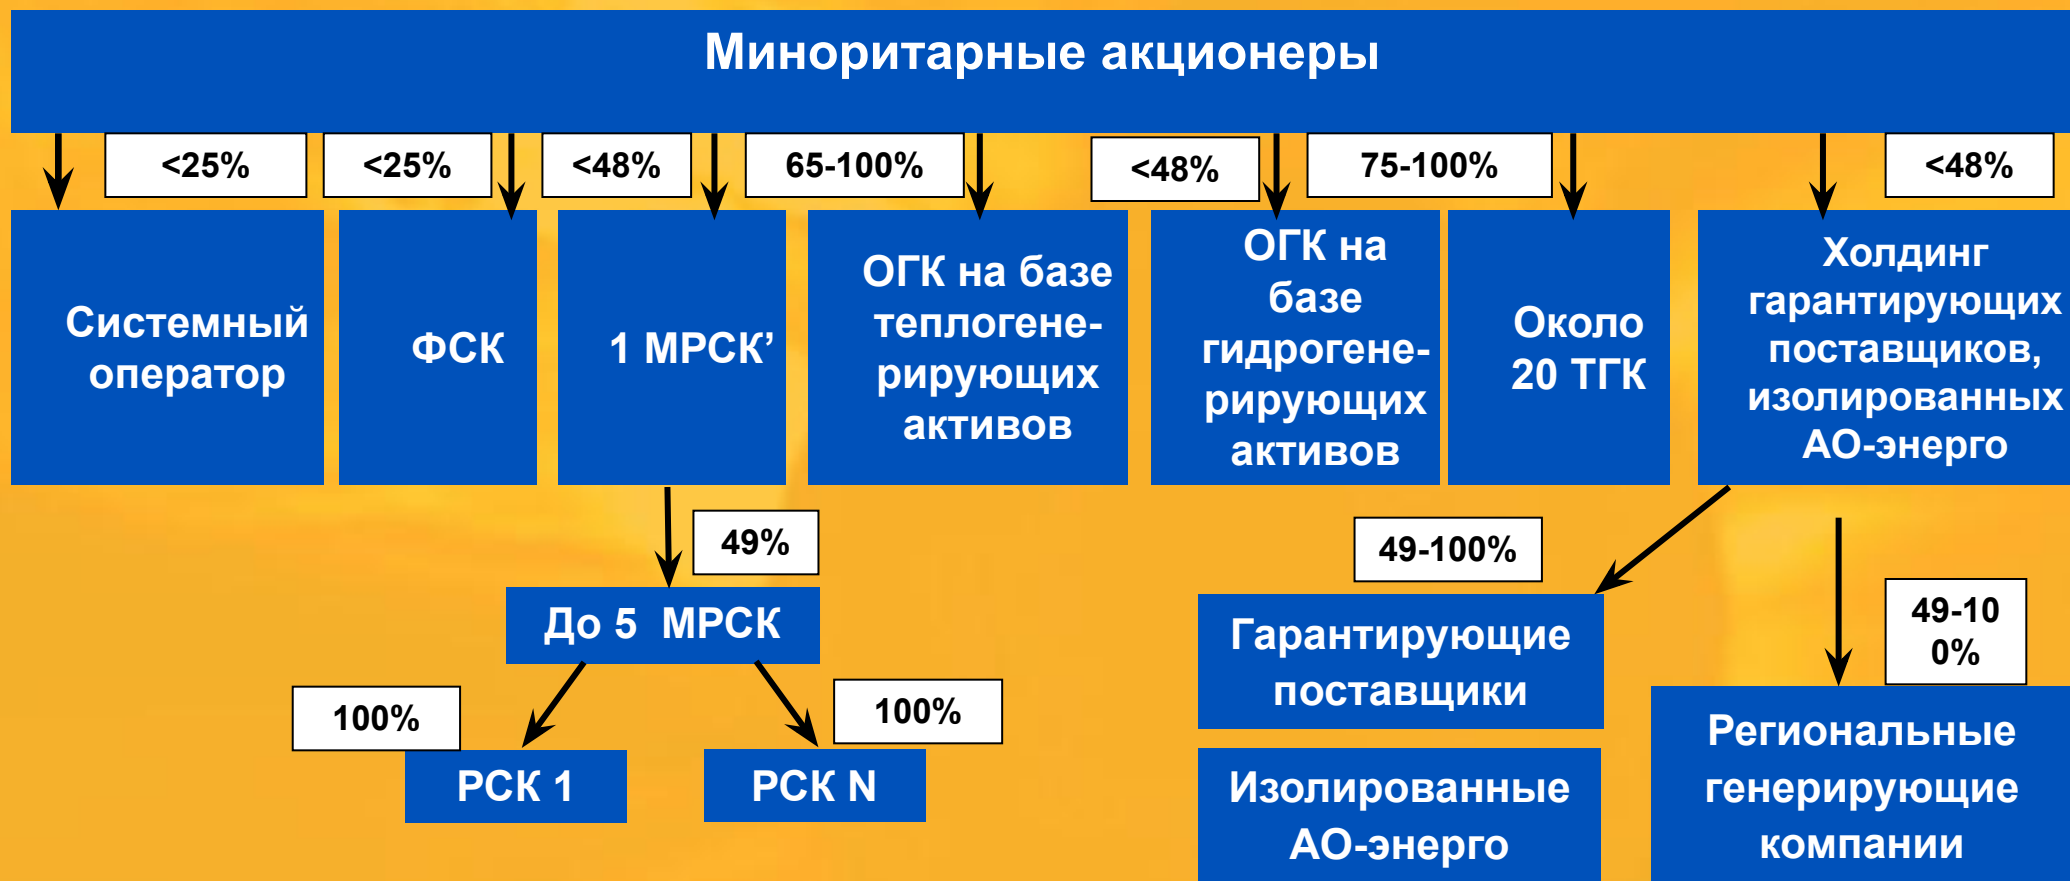 Миноритарные акционеры
<25%
<25%
<48%
65-100%
<48%
75-100%
<48%
Системный
оператор
ФСК
1 МРСК’
ОГК на базе
теплогене-
рирующих
активов
ОГК на
базе
гидрогене-
рирующих
активов
Около
20 ТГК
Холдинг
гарантирующих
поставщиков,
изолированных
АО-энерго
49%
49-100%
49-10
0%
До 5 МРСК
Гарантирующие
поставщики
100%
100%
РСК 1
РСК N
Изолированные
АО-энерго
Региональные
генерирующие
компании